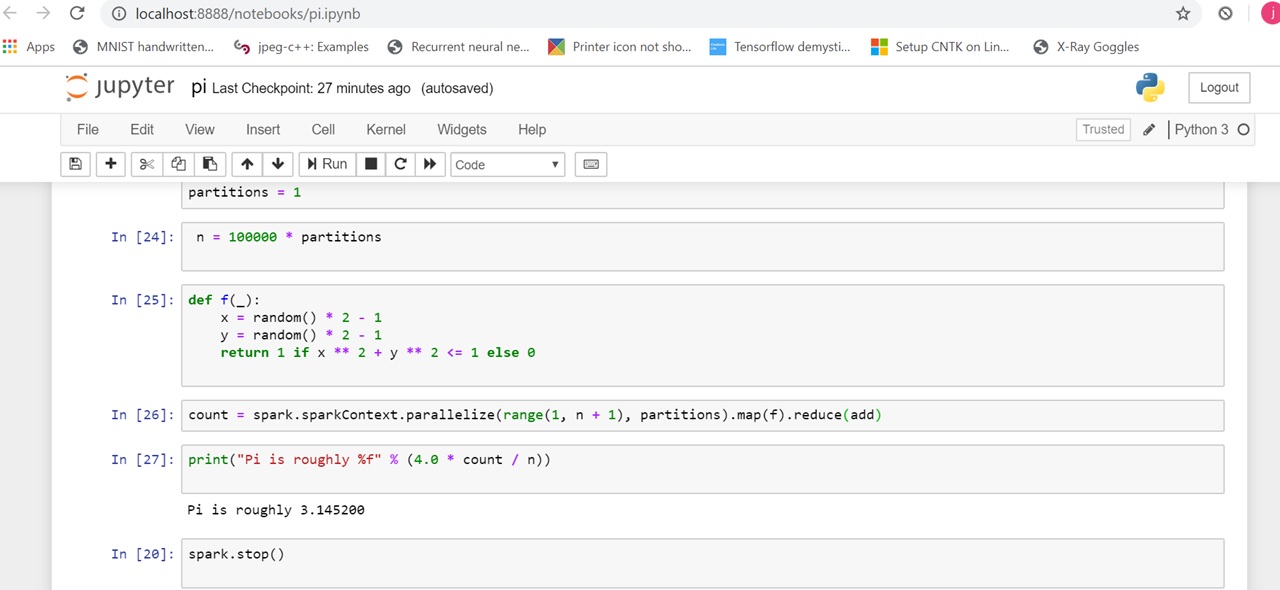 localhost:8888/notebooks/pi.ipynb
j
Apps MNIST handwritten... jpeg-c++: Examples Recurrent neural ne... Printer icon not sho... Tensorflow demysti... Setup CNTK on Lin... X-Ray Goggles
jupyter pi Last Checkpoint: 27 minutes ago (autosaved) Logout
File Edit View Insert Cell Kernel Widgets Help Trusted Python 3
Run Code
partitions = 1
In [24]: n = 100000 * partitions
In [25]: def f(_):
x = random() * 2 - 1
y = random() * 2 - 1
return 1 if x ** 2 + y ** 2 <= 1 else 0
In [26]: count = spark.sparkContext.parallelize(range(1, n + 1), partitions).map(f).reduce(add)
In [27]: print("Pi is roughly %f" % (4.0 * count / n))
Pi is roughly 3.145200
In [20]: spark.stop()